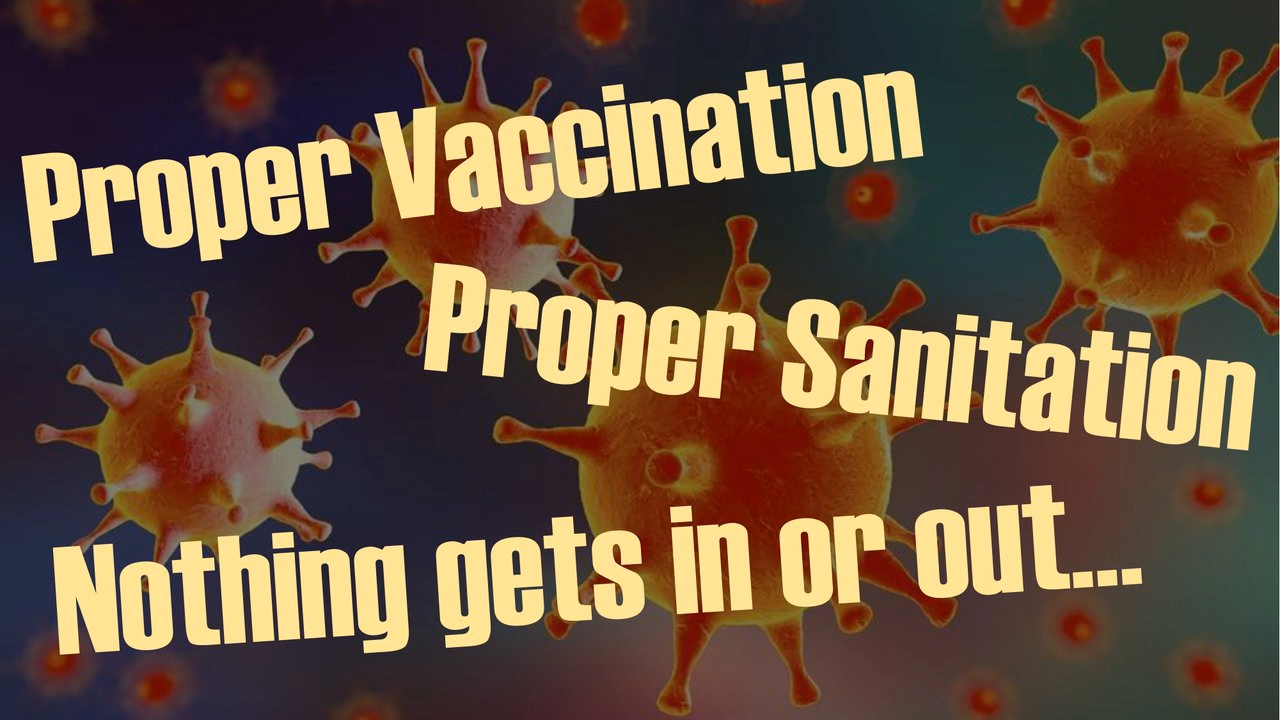 Proper Vaccination
Proper Sanitation
Nothing gets in or out...